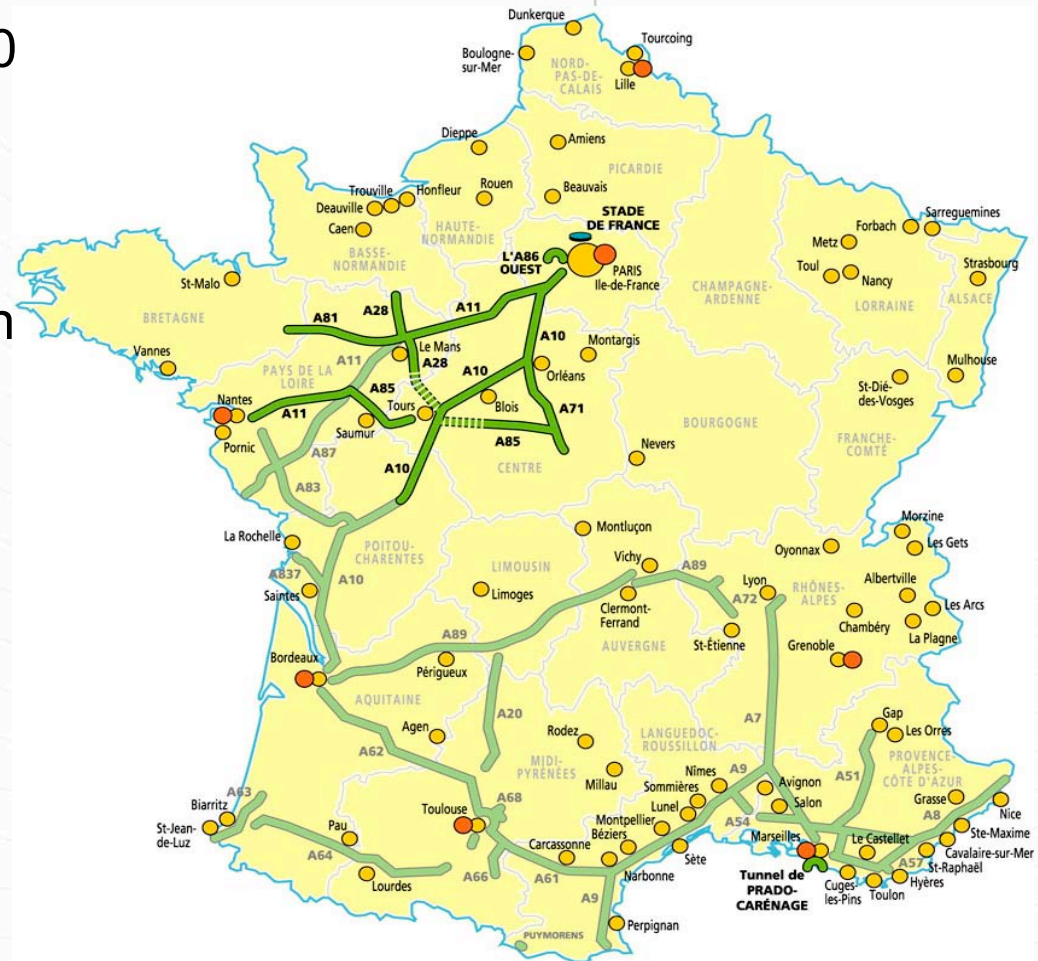 0
n
Dunkerque
Tourcoing
Boulogne-
sur-Mer
NORD-
PAS-DE-
CALAIS
Lille
Dieppe
Amiens
PICARDIE
Trouville
Honfleur
Rouen
Beauvais
Deauville
STADE
DE FRANCE
Caen
HAUTE-
NORMANDIE
Forbach
Sarreguemines
Metz
BASSE-
NORMANDIE
L'A86
OUEST
PARIS
Ile-de-France
Toul
Nancy
Strasbourg
St-Malo
CHAMPAGNE-
ARDENNE
LORRAINE
ALSACE
BRETAGNE
A81
A28
A11
A10
Montargis
Vannes
A11
Le Mans
A28
PAYS DE LA
LOIRE
A10
Orléans
Mulhouse
St-Dié-
des-Vosges
A85
Nantes
A11
Tours
Blois
A71
Saumur
Pornic
A85
BOURGOGNE
FRANCHE-
COMTÉ
A87
A10
CENTRE
Nevers
A83
La Rochelle
Montluçon
Morzine
Les Gets
POITOU-
CHARENTES
Oyonnax
A837
A10
LIMOUSIN
Vichy
A89
Saintes
Limoges
Clermont-
Ferrand
A72
Lyon
RHÔNES-
ALPES
Albertville
Les Arcs
Chambéry
La Plagne
A89
AUVERGNE
St-Étienne
Grenoble
Bordeaux
Périgueux
AQUITAINE
A20
A7
Agen
Rodez
LANGUEDOC-
ROUSSILLON
Gap
Les Orres
A62
MIDI-
PYRÉNÉES
Millau
Nîmes
A9
PROVENCE-
ALPES-
CÔTE D'AZUR
A51
Sommières
Avignon
A63
A68
Lunel
Salon
Grasse
Biarritz
Toulouse
Montpellier
A54
A8
Nice
St-Jean-
de-Luz
Pau
Béziers
Marseilles
Le Castellet
Ste-Maxime
Carcassonne
Cavalaire-sur-Mer
A64
Sète
A57
St-Raphaël
Lourdes
A66
A61
Narbonne
Tunnel de
PRADO-
CARÉNAGE
Cuges-
les-Pins
Toulon
Hyères
A9
Perpignan
PUYMORENS